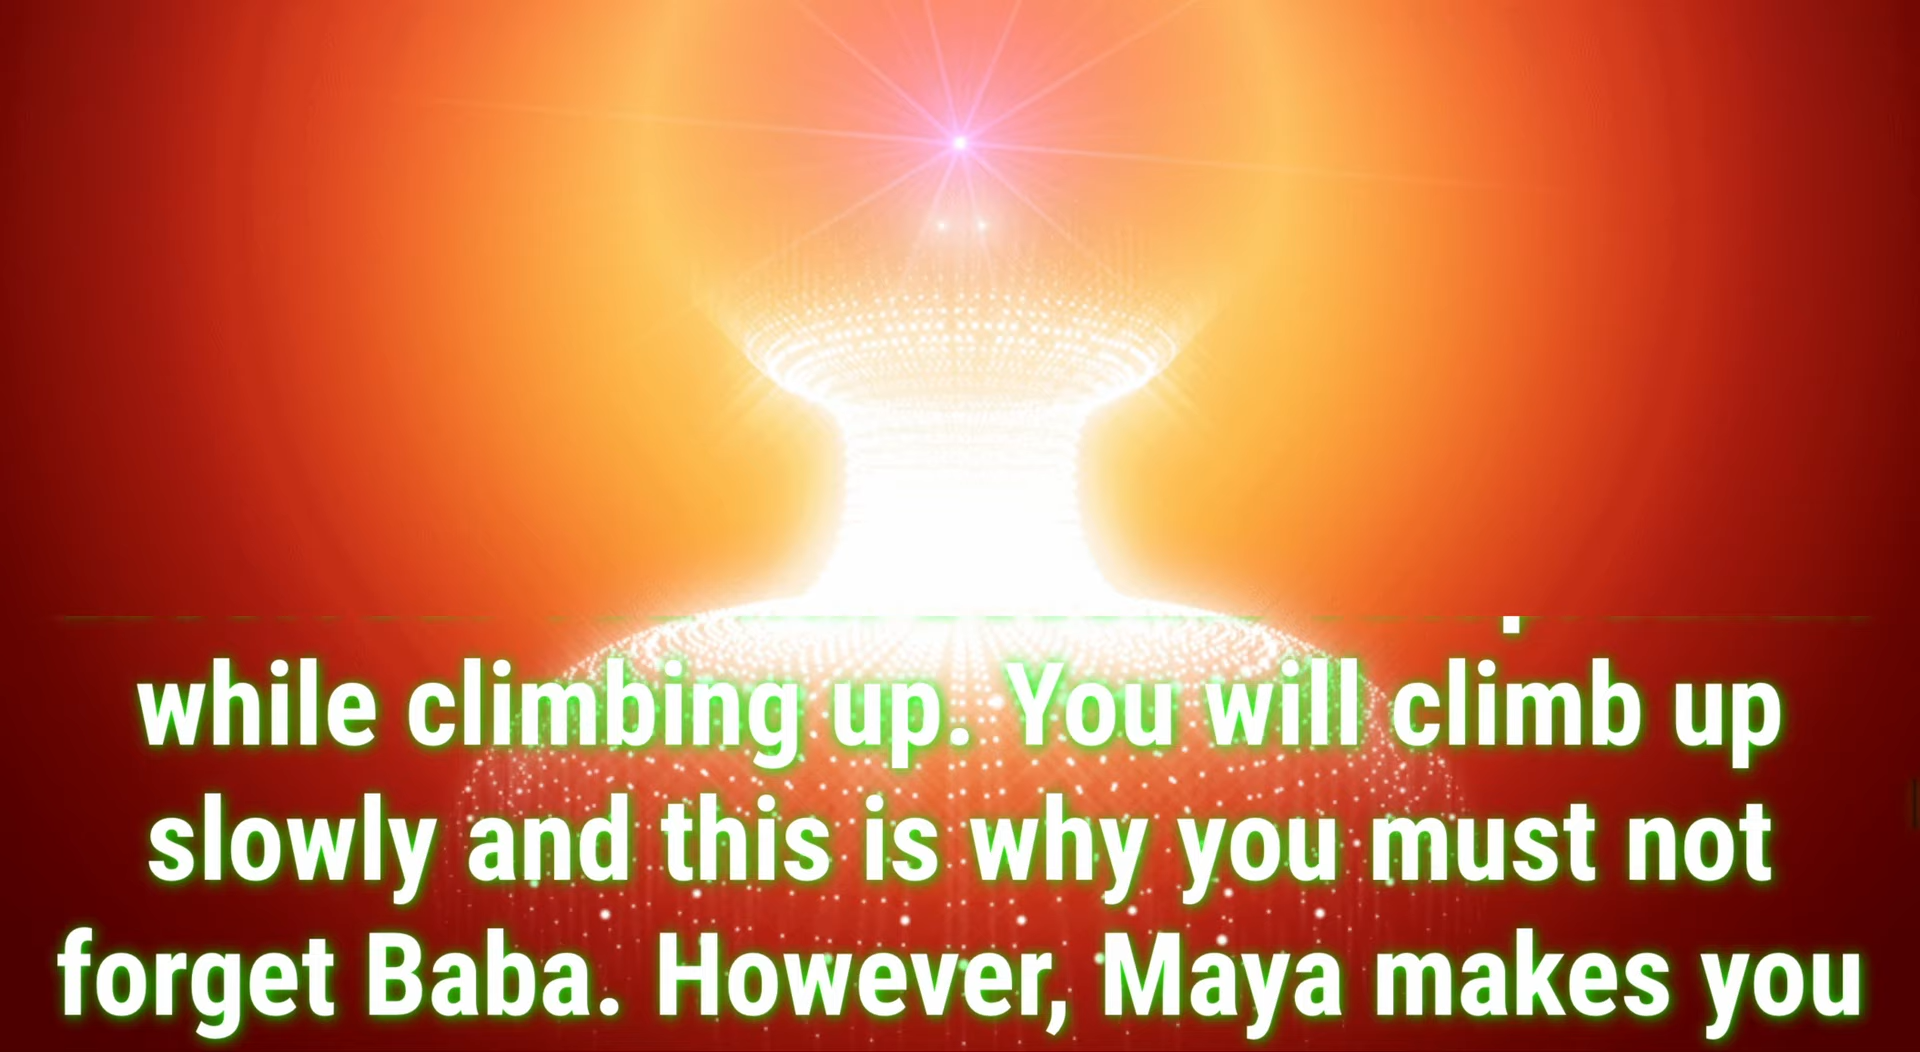 while climbing up. You will climb up
slowly and this is why you must not
forget Baba. However, Maya makes you